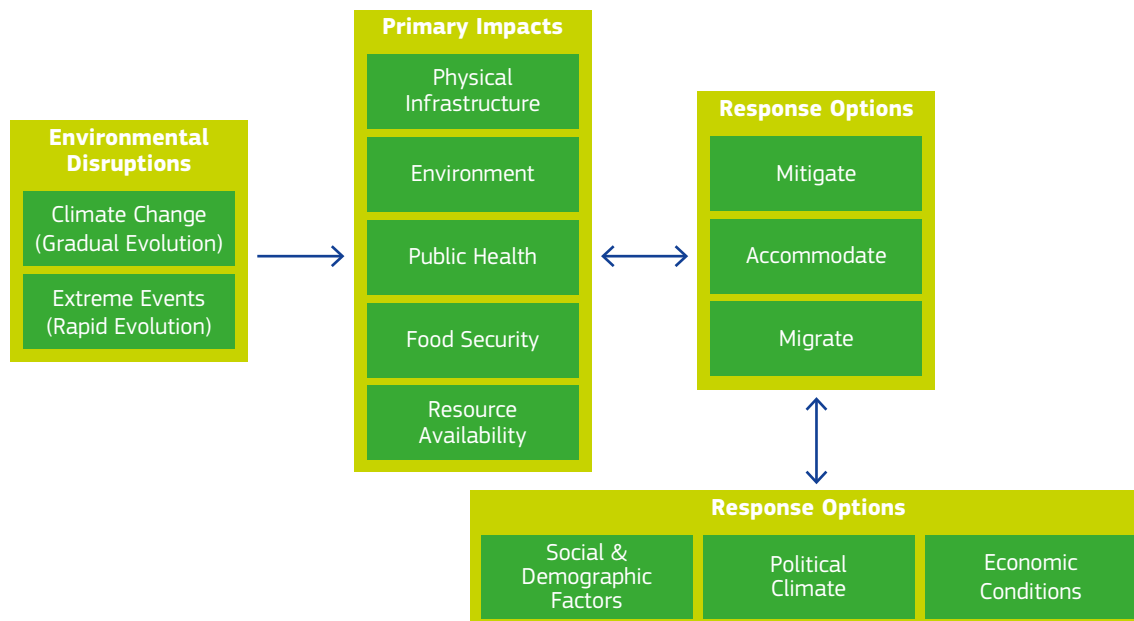 Environmental
Disruptions
Climate Change
(Gradual Evolution)
Extreme Events
(Rapid Evolution)
Primary Impacts
Physical
Infrastructure
Environment
Public Health
Food Security
Resource
Availability
Response Options
Mitigate
Accommodate
Migrate
Response Options
Social &
Demographic
Factors
Political
Climate
Economic
Conditions